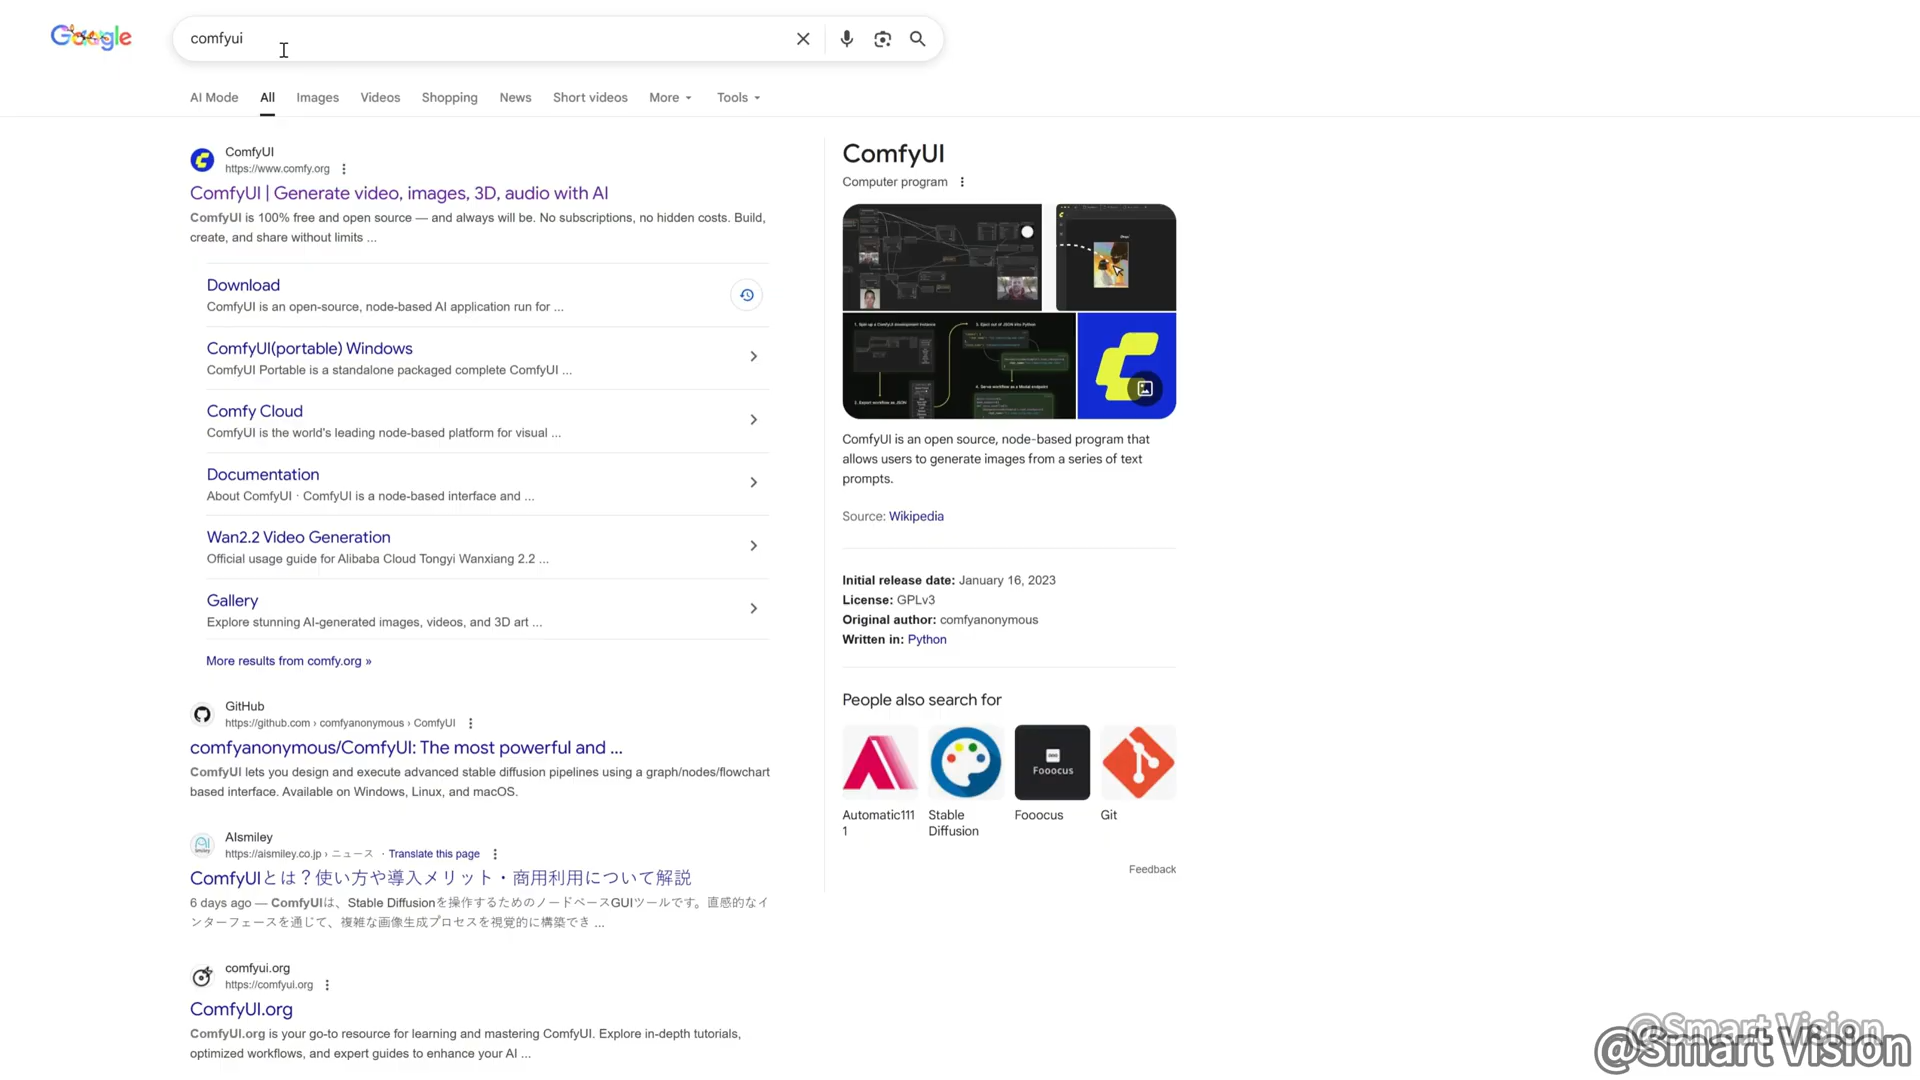 Google
comfyui
AI Mode
All
Images
Videos
Shopping
News
Short videos
More
Tools
ComfyUI
https://www.comfy.org
ComfyUI | Generate video, images, 3D, audio with AI
ComfyUI is 100% free and open source — and always will be. No subscriptions, no hidden costs. Build,
create, and share without limits ...
Download
ComfyUI is an open-source, node-based AI application run for ...
ComfyUI(portable) Windows
ComfyUI Portable is a standalone packaged complete ComfyUI ...
Comfy Cloud
ComfyUI is the world's leading node-based platform for visual ...
Documentation
About ComfyUI · ComfyUI is a node-based interface and ...
Wan2.2 Video Generation
Official usage guide for Alibaba Cloud Tongyi Wanxiang 2.2 ...
Gallery
Explore stunning AI-generated images, videos, and 3D art ...
More results from comfy.org »
GitHub
https://github.com › comfyanonymous › ComfyUI
comfyanonymous/ComfyUI: The most powerful and ...
ComfyUI lets you design and execute advanced stable diffusion pipelines using a graph/nodes/flowchart
based interface. Available on Windows, Linux, and macOS.
AIsmiley
https://aismiley.co.jp › ニュース · Translate this page
ComfyUIとは？使い方や導入メリット・商用利用について解説
6 days ago — ComfyUIは、Stable Diffusionを操作するためのノードベースGUIツールです。直感的なイ
ンターフェースを通じて、複雑な画像生成プロセスを視覚的に構築でき ...
comfyui.org
https://comfyui.org
ComfyUI.org
ComfyUI.org is your go-to resource for learning and mastering ComfyUI. Explore in-depth tutorials,
optimized workflows, and expert guides to enhance your AI ...
ComfyUI
Computer program
ComfyUI is an open source, node-based program that
allows users to generate images from a series of text
prompts.
Source: Wikipedia
Initial release date: January 16, 2023
License: GPLv3
Original author: comfyanonymous
Written in: Python
People also search for
Fooocus
Automatic111
1
Stable
Diffusion
Fooocus
Git
Feedback
@Smart Vision
@Smart Vision